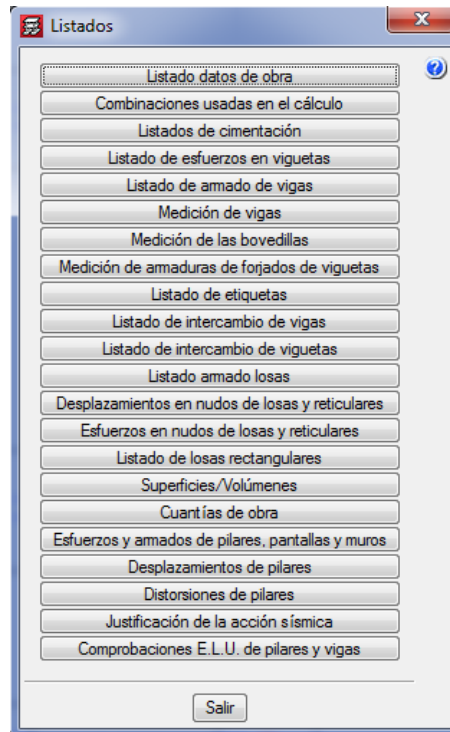 Listados
Listado datos de obra
Combinaciones usadas en el cálculo
Listados de cimentación
Listado de esfuerzos en viguetas
Listado de armado de vigas
Medición de vigas
Medición de las bovedillas
Medición de armaduras de forjados de viguetas
Listado de etiquetas
Listado de intercambio de vigas
Listado de intercambio de viguetas
Listado armado losas
Desplazamientos en nudos de losas y reticulares
Esfuerzos en nudos de losas y reticulares
Listado de losas rectangulares
Superficies/Volúmenes
Cuantías de obra
Esfuerzos y armados de pilares, pantallas y muros
Desplazamientos de pilares
Distorsiones de pilares
Justificación de la acción sísmica
Comprobaciones E.L.U. de pilares y vigas
Salir